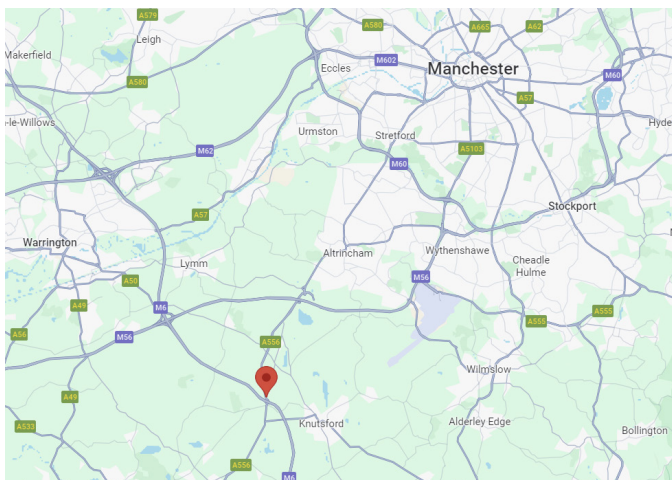 A579
Leigh
Makerfield
A580
A580
M602
Eccles
A665
A62
Manchester
M60
A57
-le-Willows
M62
Urmston
Stretford
M60
A5103
Hyde
A57
Stockport
Warrington
Lymm
Altrincham
Wythenshawe
Cheadle
Hulme
A50
M56
A49
M6
A56
M56
A556
A555
A555
Wilmslow
A49
A533
Knutsford
Alderley Edge
Bollington
A556
M6